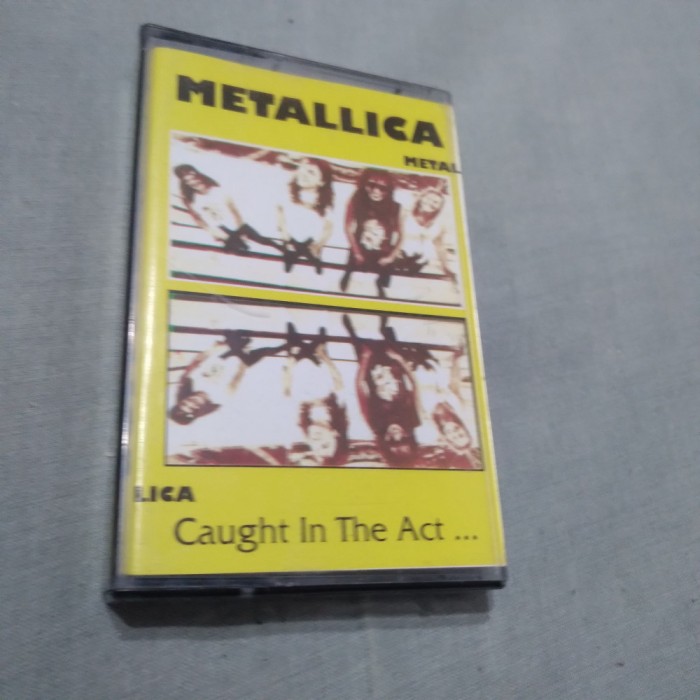 METALLICA
METAL
LICA
Caught In The Act ...